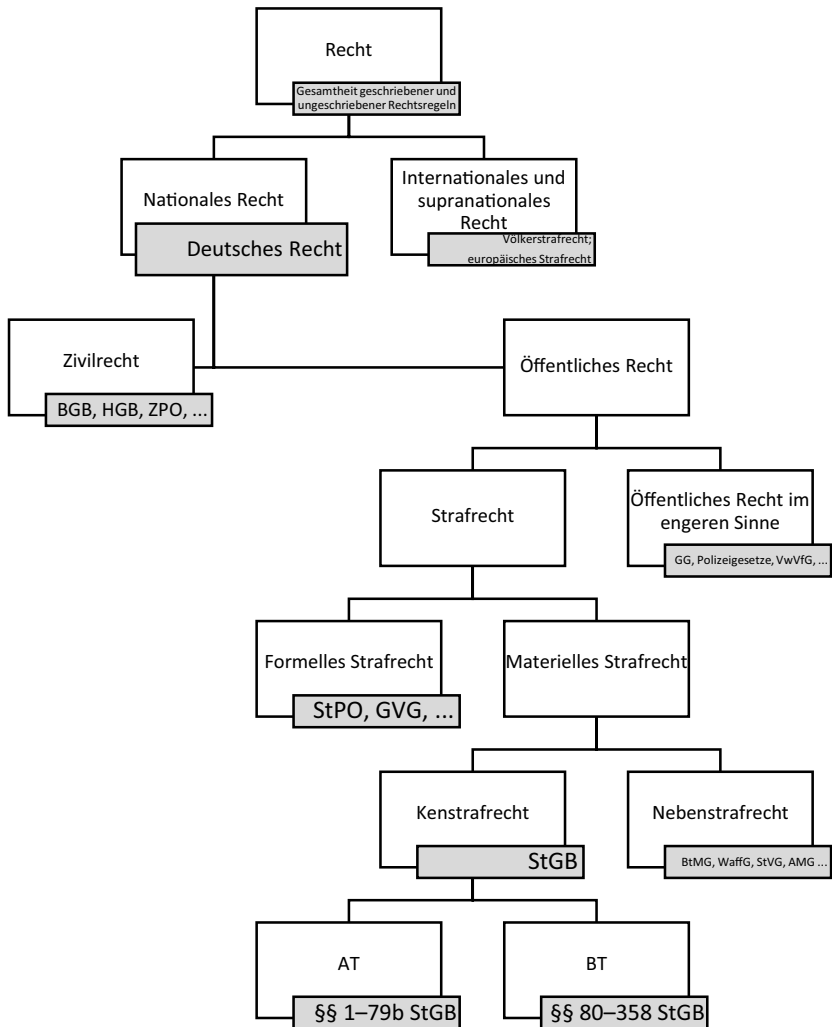 Recht
Gesamtheit geschriebener und
ungeschriebener Rechtsregeln
Nationales Recht
Deutsches Recht
Internationales und
supranationales
Recht
Völkerstrafrecht;
europäisches Strafrecht
Zivilrecht
BGB, HGB, ZPO, ...
Öffentliches Recht
Strafrecht
Öffentliches Recht im
engeren Sinne
GG, Polizeigesetze, VwVfG, ...
Formelles Strafrecht
StPO, GVG, ...
Materielles Strafrecht
Kenstrafrecht
StGB
Nebenstrafrecht
BtMG, WaffG, StVG, AMG ...
AT
§§ 1–79b StGB
BT
§§ 80–358 StGB